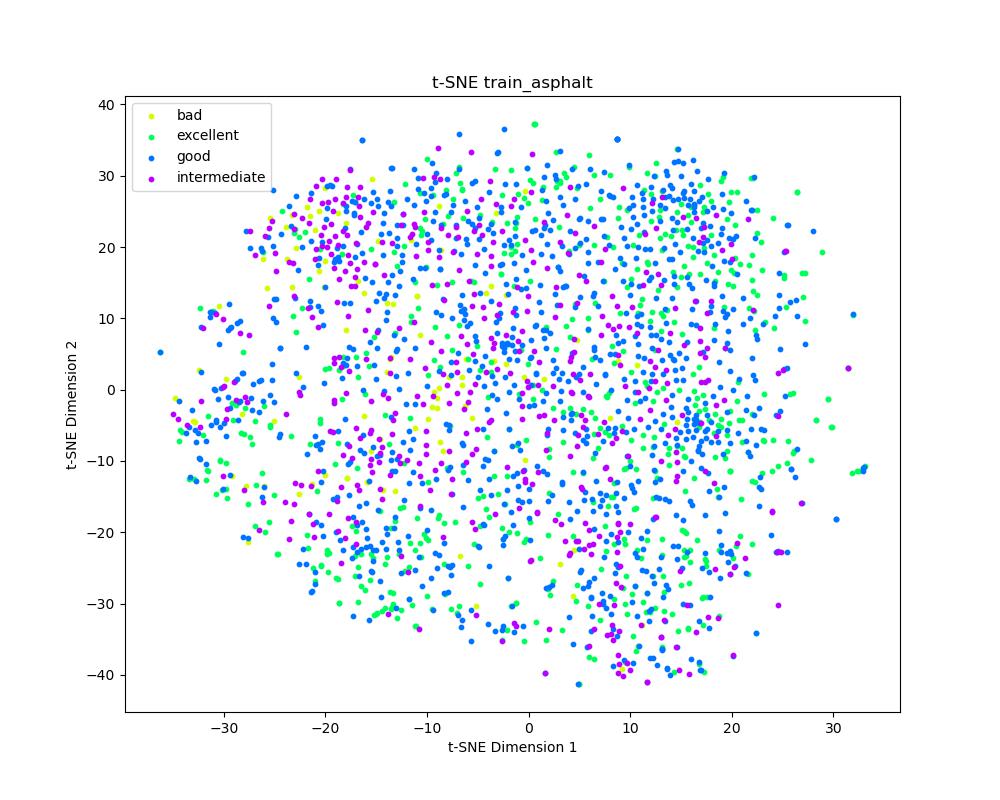 t-SNE train_asphalt
bad
excellent
good
intermediate
40
30
20
10
0
−10
−20
−30
−40
t-SNE Dimension 2
−30
−20
−10
0
10
20
30
t-SNE Dimension 1